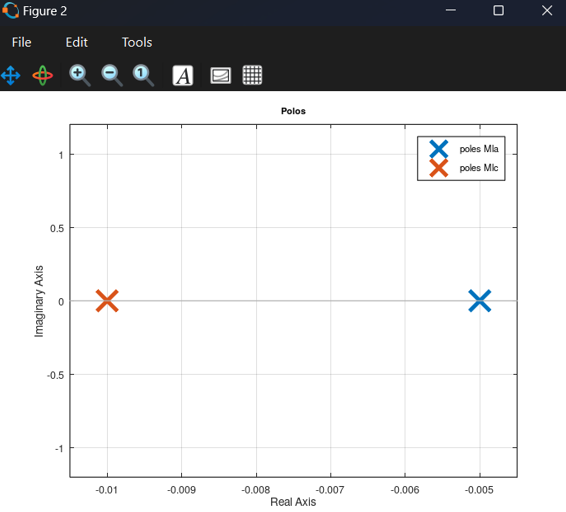 Figure 2
File Edit Tools
1 A
Polos
poles Mla
poles Mlc
1
0.5
0
-0.5
-1
Imaginary Axis
-0.01 -0.009 -0.008 -0.007 -0.006 -0.005
Real Axis